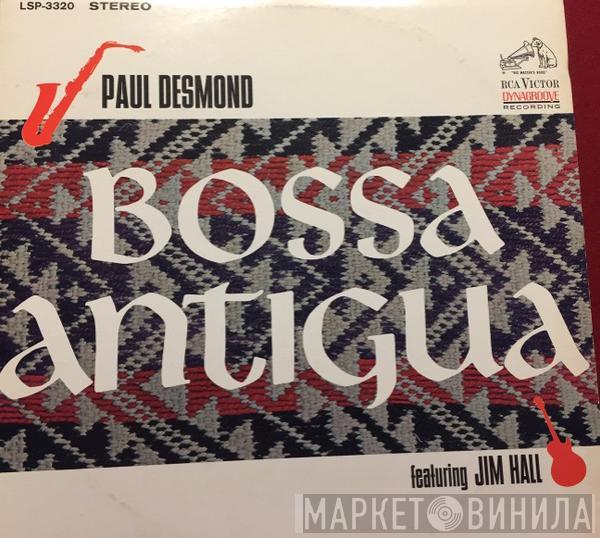 LSP-3320 STEREO
PAUL DESMOND
"HIS MASTER'S VOICE"
RCA VICTOR
DYNAGROOVE
RECORDING
BOSSA
antigua
featuring JIM HALL
МАРКЕТ ВИНИЛА